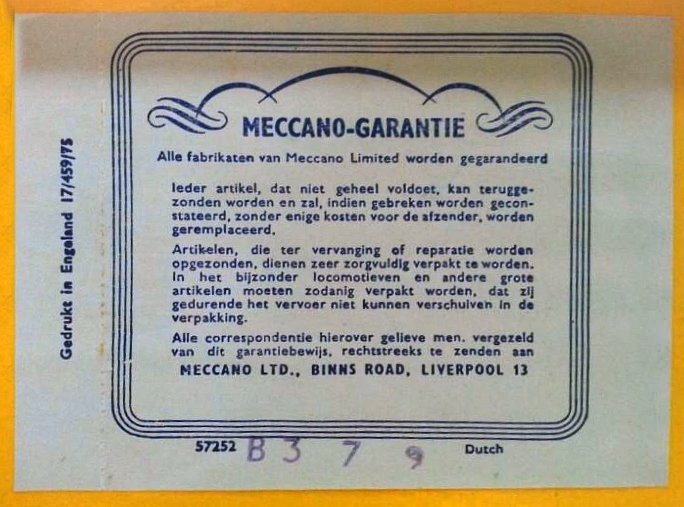 MECCANO-GARANTIE
Alle fabrikaten van Meccano Limited worden gegarandeerd
Ieder artikel, dat niet geheel voldoet, kan terugge-
zonden worden en zal, indien gebreken worden gecon-
stateerd, zonder enige kosten voor de afzender, worden
geremplaceerd.
Artikelen, die ter vervanging of reparatie worden
opgezonden, dienen zeer zorgvuldig verpakt te worden.
In het bijzonder locomotieven en andere grote
artikelen moeten zodanig verpakt worden, dat zij
gedurende het vervoer niet kunnen verschuiven in de
verpakking.
Alle correspondentie hierover gelieve men. vergezeld
van dit garantiebewijs, rechtstreeks te zenden aan
MECCANO LTD., BINNS ROAD, LIVERPOOL 13
57252 B 3 7 9 Dutch
Gedrukt in Engeland 17/459/75